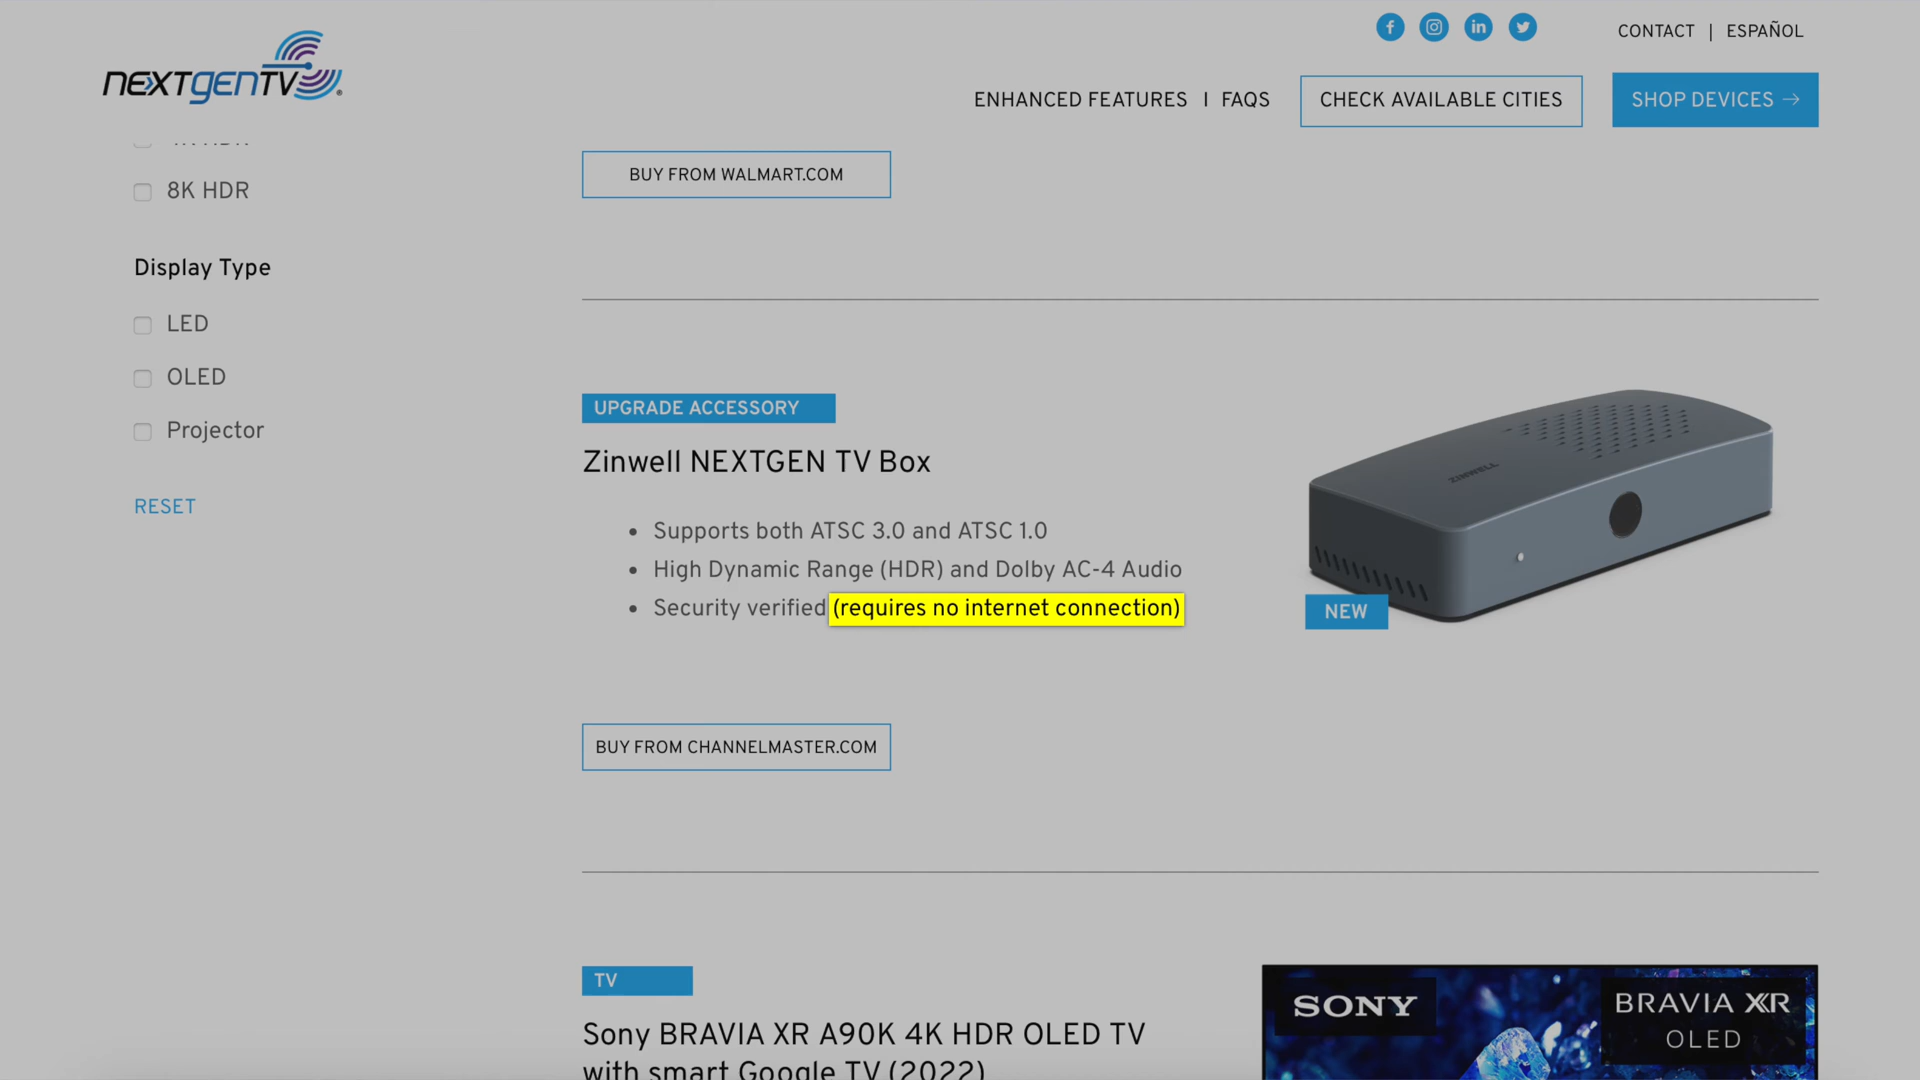 CONTACT | ESPAÑOL
NEXTGENTV
ENHANCED FEATURES | FAQS
CHECK AVAILABLE CITIES
SHOP DEVICES →
8K HDR
Display Type
LED
OLED
Projector
RESET
BUY FROM WALMART.COM
UPGRADE ACCESSORY
Zinwell NEXTGEN TV Box
• Supports both ATSC 3.0 and ATSC 1.0
• High Dynamic Range (HDR) and Dolby AC-4 Audio
• Security verified (requires no internet connection)
ZINWELL
NEW
BUY FROM CHANNELMASTER.COM
TV
Sony BRAVIA XR A90K 4K HDR OLED TV
with smart Google TV (2022)
SONY
BRAVIA XR
OLED